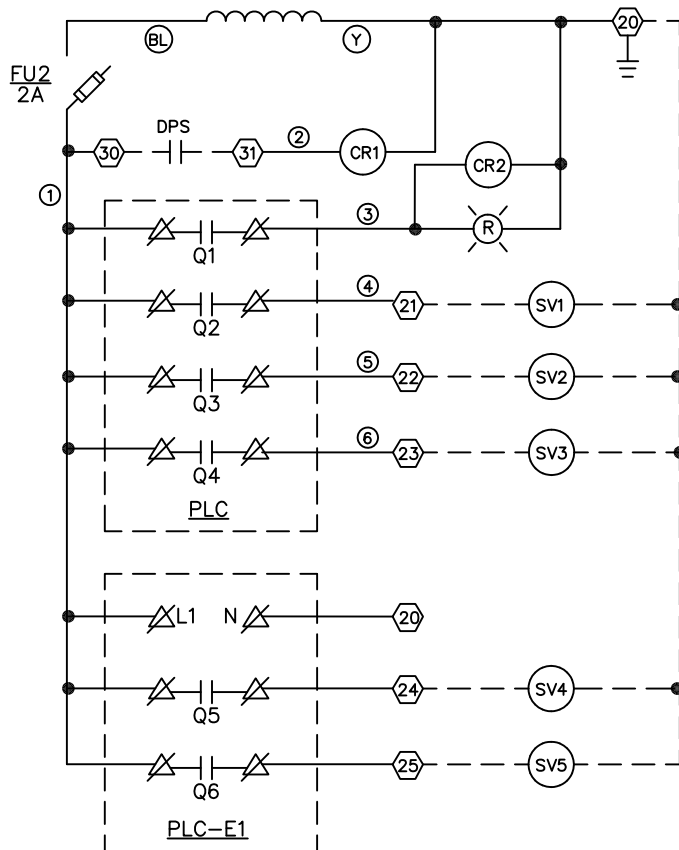 BL Y 20
FU2
2A
DPS
30 31 2 CR1
CR2
1
3 R
Q1
4
21 SV1
Q2
5
22 SV2
Q3
6
23 SV3
Q4
PLC
L1 N 20
24 SV4
Q5
25 SV5
Q6
PLC-E1